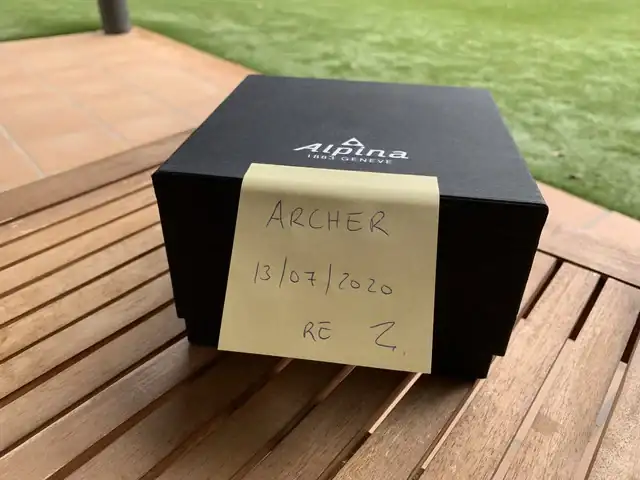 Alpina
1883 GENEVE
ARCHER
13/07/2020
RE